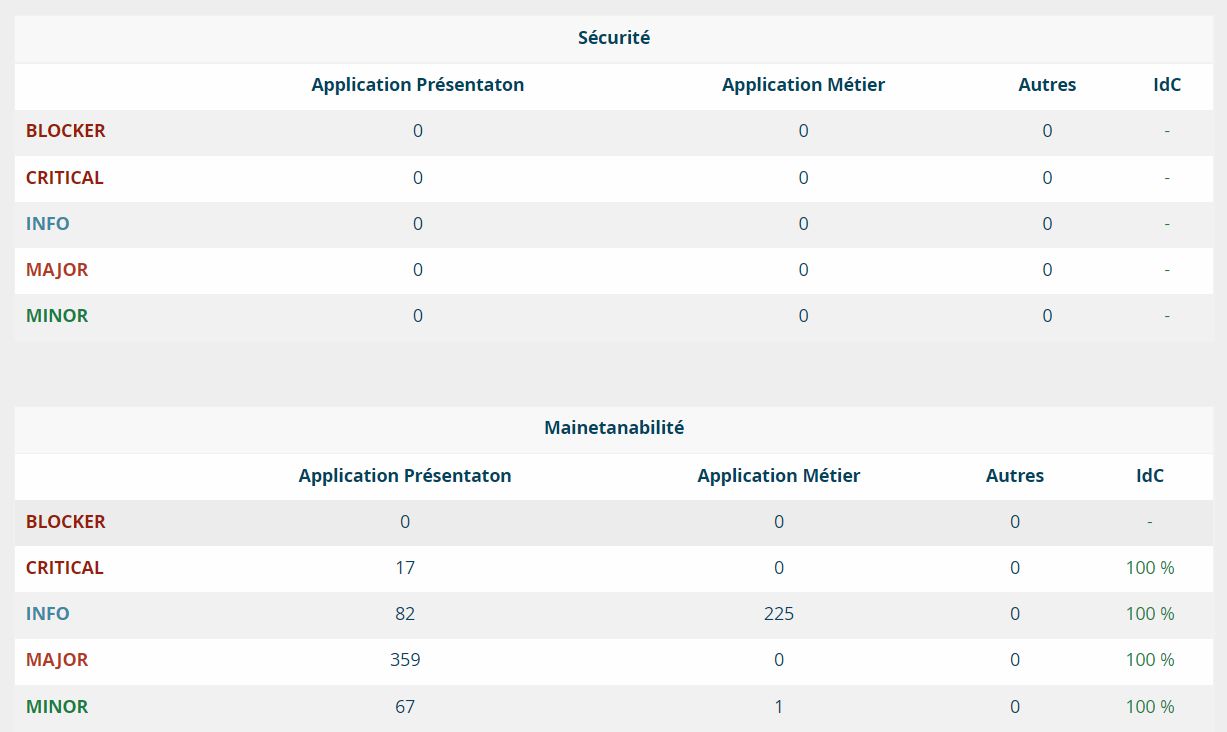 Sécurité
Application Présentaton Application Métier Autres IdC
BLOCKER 0 0 0 -
CRITICAL 0 0 0 -
INFO 0 0 0 -
MAJOR 0 0 0 -
MINOR 0 0 0 -
Mainetanabilité
Application Présentaton Application Métier Autres IdC
BLOCKER 0 0 0 -
CRITICAL 17 0 0 100 %
INFO 82 225 0 100 %
MAJOR 359 0 0 100 %
MINOR 67 1 0 100 %